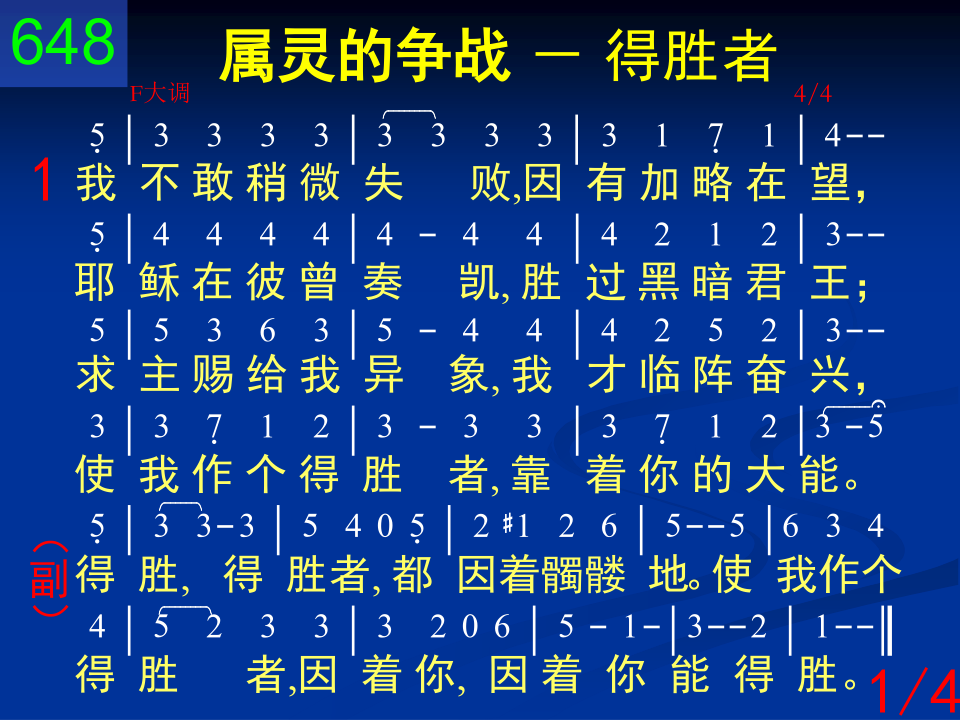 648
属灵的争战 － 得胜者
F大调 4/4
5̣ | 3 3 3 3 | 3 3 3 3 | 3 1 7̣ 1 | 4--
1 我 不 敢 稍 微 失 败,因 有 加 略 在 望，
5̣ | 4 4 4 4 | 4 - 4 4 | 4 2 1 2 | 3--
耶 稣 在 彼 曾 奏 凯, 胜 过 黑 暗 君 王；
5 | 5 3 6 3 | 5 - 4 4 | 4 2 5 2 | 3--
求 主 赐 给 我 异 象, 我 才 临 阵 奋 兴，
3 | 3 7̣ 1 2 | 3 - 3 3 | 3 7̣ 1 2 | 3 -5
使 我 作 个 得 胜 者, 靠 着 你 的 大 能。
5̣ | 3 3-3 | 5 4 0 5̣ | 2 #1 2 6 | 5--5 | 6 3 4
（副） 得 胜, 得 胜者, 都 因着髑髅 地。使 我作个
4 | 5 2 3 3 | 3 2 0 6 | 5 - 1- | 3--2 | 1--‖
得 胜 者,因 着 你, 因 着 你 能 得 胜。
1/4